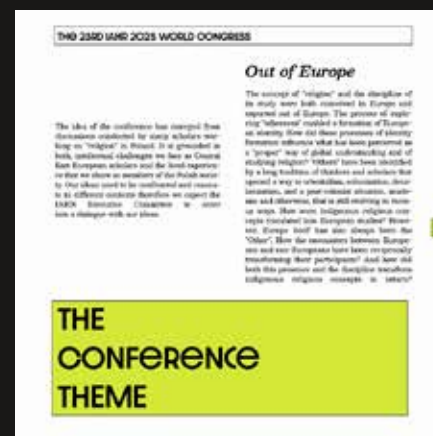 THE 23RD IAHR 2025 WORLD CONGRESS
The idea of the conference has emerged from
discussions conducted by many scholars wor-
king on "religion" in Poland. It is grounded in
both, intellectual challenges we face as Central
East European scholars and the lived experien-
ce that we share as members of the Polish socie-
ty. Our ideas need to be confronted and resona-
te in different contexts therefore we expect the
IAHR Executive Committee to enter
into a dialogue with our ideas.
Out of Europe
The concept of "religion" and the discipline of
its study were both conceived in Europe and
exported out of Europe. The process of explo-
ring "otherness" enabled a formation of Europe-
an identity. How did these processes of identity
formation influence what has been perceived as
a "proper" way of global understanding and of
studying religion? "Others" have been identified
by a long tradition of thinkers and scholars that
opened a way to orientalism, colonization,
and a post-colonial situation,
and otherwise, that is still evolving in
ways. How were indigenous religious con-
cepts translated into European studies?
Europe itself has also always been the
"Other". How the encounters between Europe-
ans and non-Europeans have been reciprocally
transforming their participants? And how did
both this presence and the discipline transform
indigenous religious concepts in return?
THE
CONFERENCE
THEME